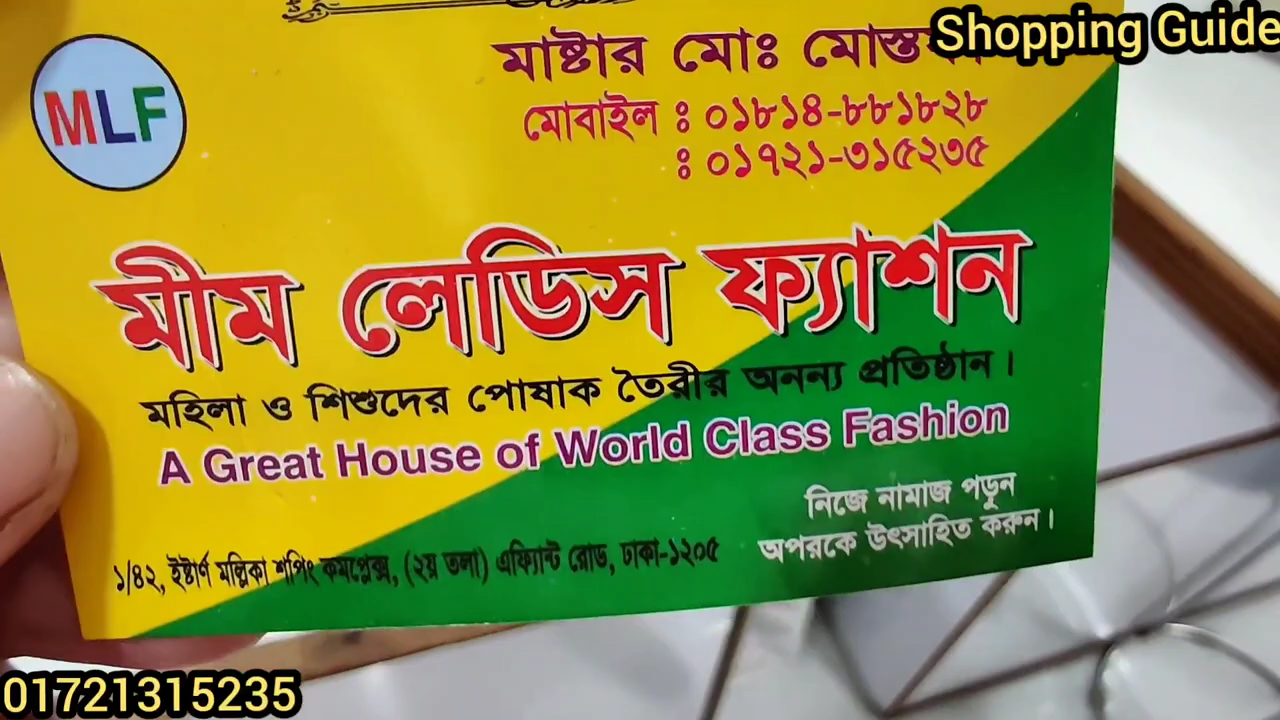 Shopping Guide
MLF
মাষ্টার মোঃ
মোবাইল : ০১৮১৪-৮৮১৮২৮
: ০১৭২১-৩১৫২৩৫
মীম লেডিস ফ্যাশন
মহিলা ও শিশুদের পোষাক তৈরীর অনন্য প্রতিষ্ঠান।
A Great House of World Class Fashion
নিজে নামাজ পড়ুন
অপরকে উৎসাহিত করুন।
১/৪২, ইষ্টার্ণ মল্লিকা শপিং কমপ্লেক্স, (২য় তলা) এফ্যিান্ট রোড, ঢাকা-১২০৫
01721315235